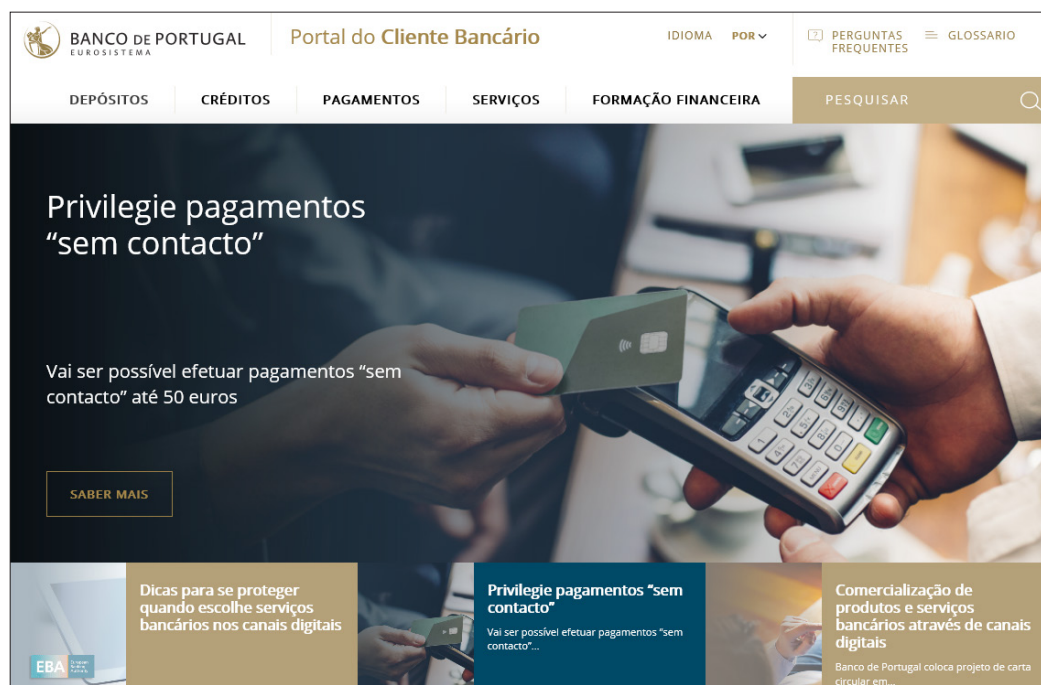 BANCO DE PORTUGAL
EUROSISTEMA
Portal do Cliente Bancário
IDIOMA POR
PERGUNTAS
FREQUENTES
GLOSSARIO
DEPÓSITOS CRÉDITOS PAGAMENTOS SERVIÇOS FORMAÇÃO FINANCEIRA PESQUISAR
Privilegie pagamentos
“sem contacto”
Vai ser possível efetuar pagamentos “sem
contacto” até 50 euros
SABER MAIS
Dicas para se proteger
quando escolhe serviços
bancários nos canais digitais
EBA
Privilegie pagamentos “sem
contacto”
Vai ser possível efetuar pagamentos “sem
contacto”...
Comercialização de
produtos e serviços
bancários através de canais
digitais
Banco de Portugal coloca projeto de carta
circular em...